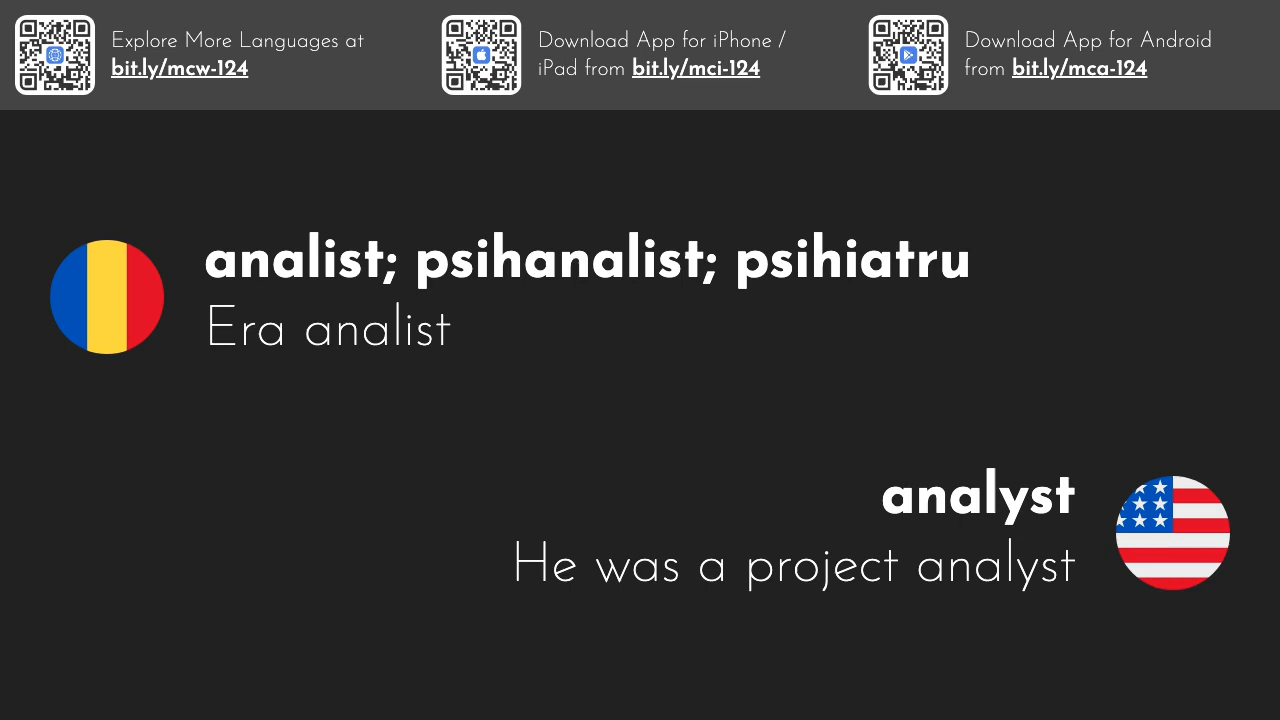 Explore More Languages at
bit.ly/mcw-124
Download App for iPhone /
iPad from bit.ly/mci-124
Download App for Android
from bit.ly/mca-124
analist; psihanalist; psihiatru
Era analist
analyst
He was a project analyst